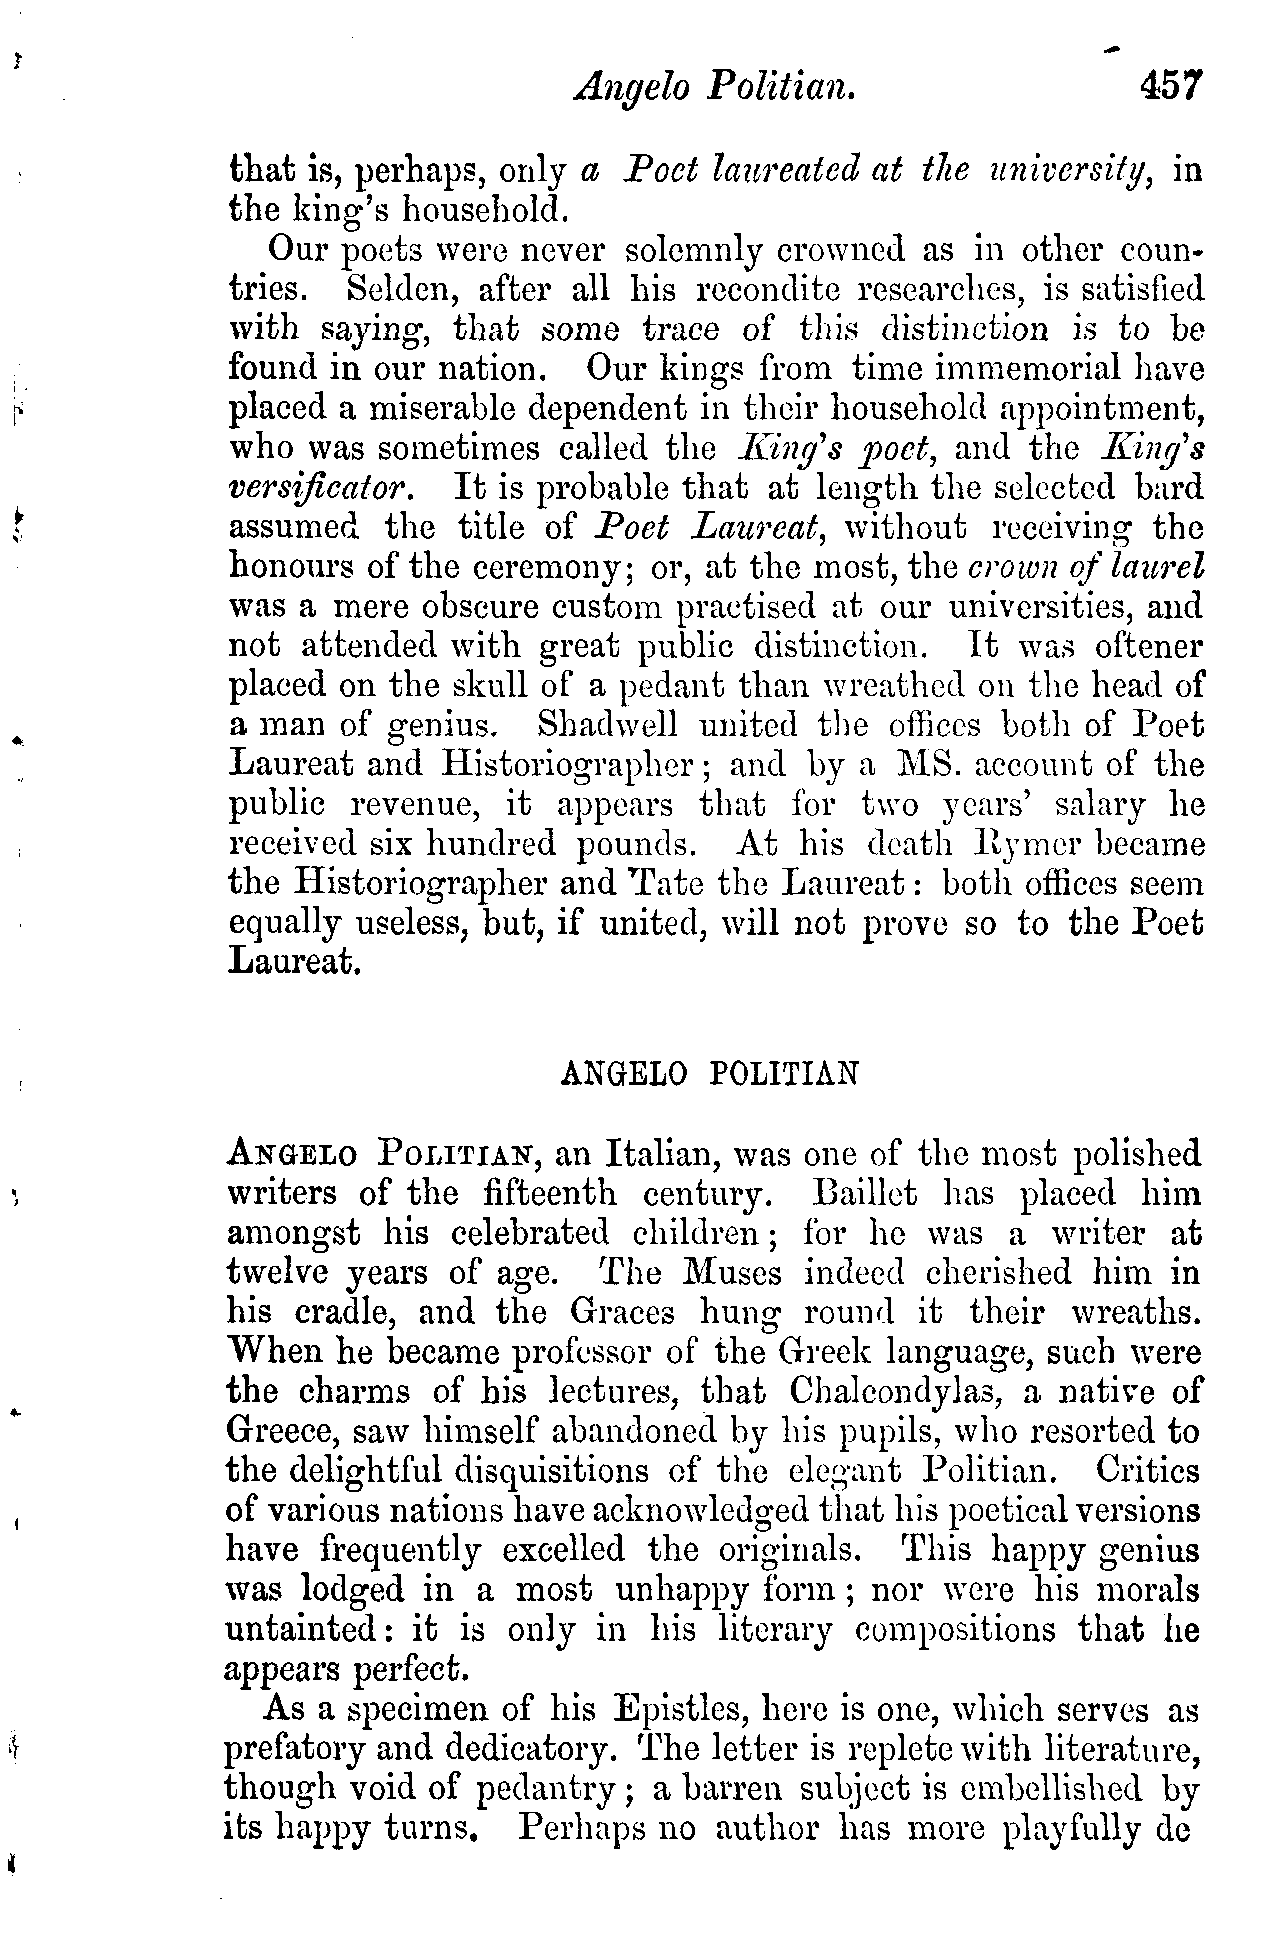 Angelo Politian. 457
that is, perhaps, only a Poet laureated at the university, in
the king's household.
Our poets were never solemnly crowned as in other coun-
tries. Selden, after all his recondite researches, is satisfied
with saying, that some trace of this distinction is to be
found in our nation. Our kings from time immemorial have
placed a miserable dependent in their household appointment,
who was sometimes called the King's poet, and the King's
versificator. It is probable that at length the selected bard
assumed the title of Poet Laureat, without receiving the
honours of the ceremony; or, at the most, the crown of laurel
was a mere obscure custom practised at our universities, and
not attended with great public distinction. It was oftener
placed on the skull of a pedant than wreathed on the head of
a man of genius. Shadwell united the offices both of Poet
Laureat and Historiographer; and by a MS. account of the
public revenue, it appears that for two years' salary he
received six hundred pounds. At his death Rymer became
the Historiographer and Tate the Laureat: both offices seem
equally useless, but, if united, will not prove so to the Poet
Laureat.
ANGELO POLITIAN
ANGELO POLITIAN, an Italian, was one of the most polished
writers of the fifteenth century. Baillet has placed him
amongst his celebrated children; for he was a writer at
twelve years of age. The Muses indeed cherished him in
his cradle, and the Graces hung round it their wreaths.
When he became professor of the Greek language, such were
the charms of his lectures, that Chalcondylas, a native of
Greece, saw himself abandoned by his pupils, who resorted to
the delightful disquisitions of the elegant Politian. Critics
of various nations have acknowledged that his poetical versions
have frequently excelled the originals. This happy genius
was lodged in a most unhappy form; nor were his morals
untainted: it is only in his literary compositions that he
appears perfect.
As a specimen of his Epistles, here is one, which serves as
prefatory and dedicatory. The letter is replete with literature,
though void of pedantry; a barren subject is embellished by
its happy turns. Perhaps no author has more playfully de